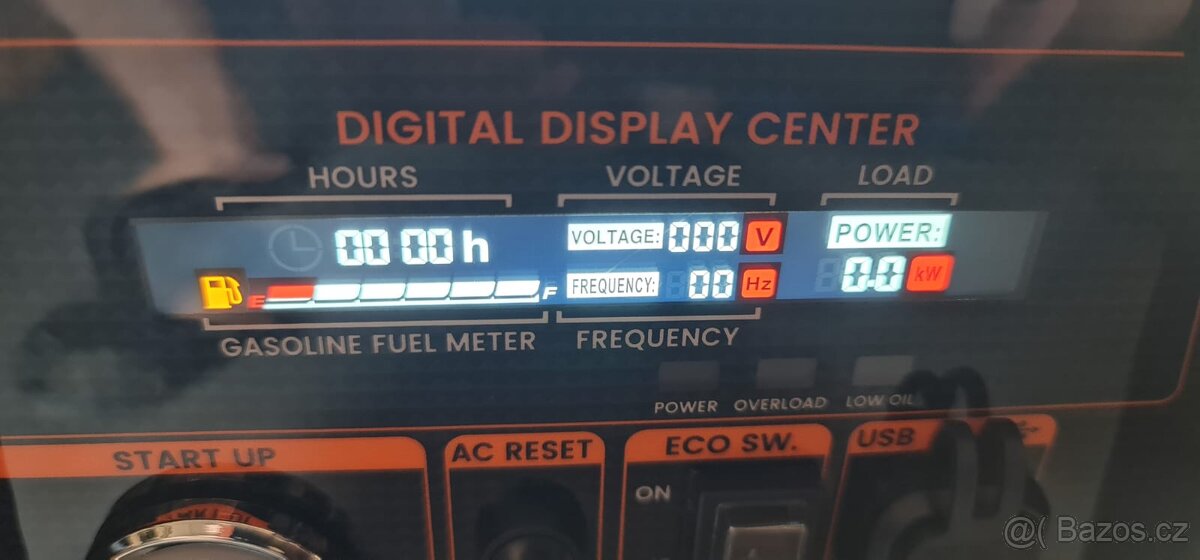 DIGITAL DISPLAY CENTER
HOURS VOLTAGE LOAD
00 00 h VOLTAGE: 000 V POWER:
E F FREQUENCY: 00 Hz 0.0 kW
GASOLINE FUEL METER FREQUENCY
POWER OVERLOAD LOW OIL
START UP AC RESET ECO SW. USB
ON
@( Bazos.cz